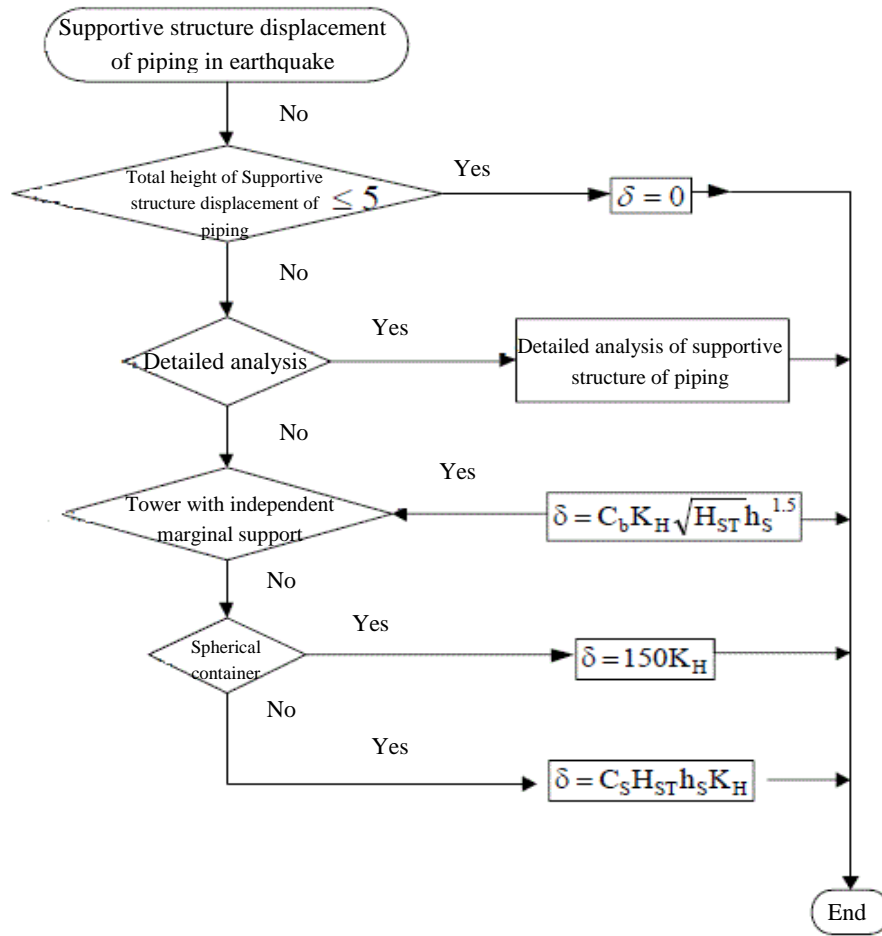 Supportive structure displacement
of piping in earthquake
No
Total height of Supportive
structure displacement of
piping
≤ 5
Yes
δ = 0
No
Detailed analysis
Yes
Detailed analysis of supportive
structure of piping
No
Tower with independent
marginal support
Yes
δ = C_b K_H √H_ST h_S^1.5
No
Spherical
container
Yes
δ = 150K_H
No
Yes
δ = C_S H_ST h_S K_H
End